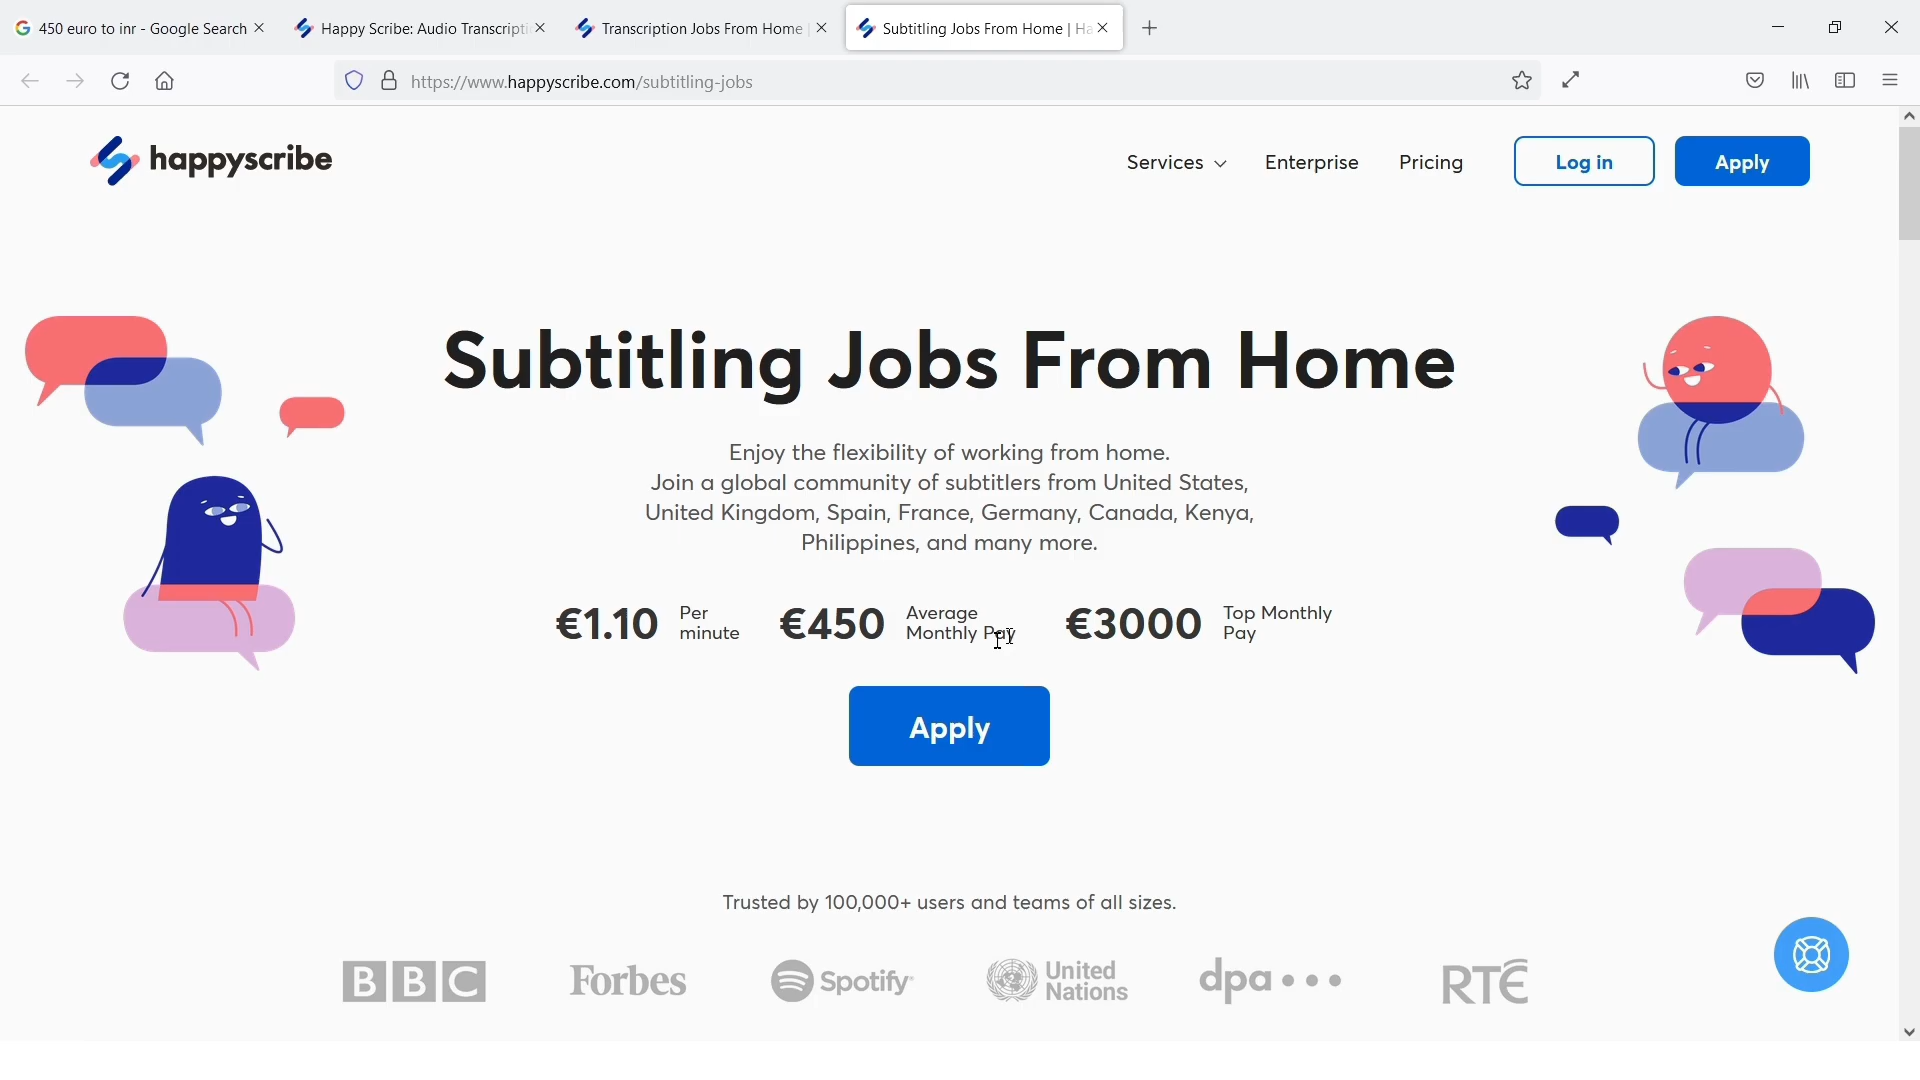 450 euro to inr - Google Search
Happy Scribe: Audio Transcripti
Transcription Jobs From Home |
Subtitling Jobs From Home | Ha
https://www.happyscribe.com/subtitling-jobs
happyscribe
Services
Enterprise
Pricing
Log in
Apply
Subtitling Jobs From Home
Enjoy the flexibility of working from home.
Join a global community of subtitlers from United States,
United Kingdom, Spain, France, Germany, Canada, Kenya,
Philippines, and many more.
€1.10 Per minute
€450 Average Monthly Pay
€3000 Top Monthly Pay
Apply
Trusted by 100,000+ users and teams of all sizes.
BBC
Forbes
Spotify
United Nations
dpa
RTÉ